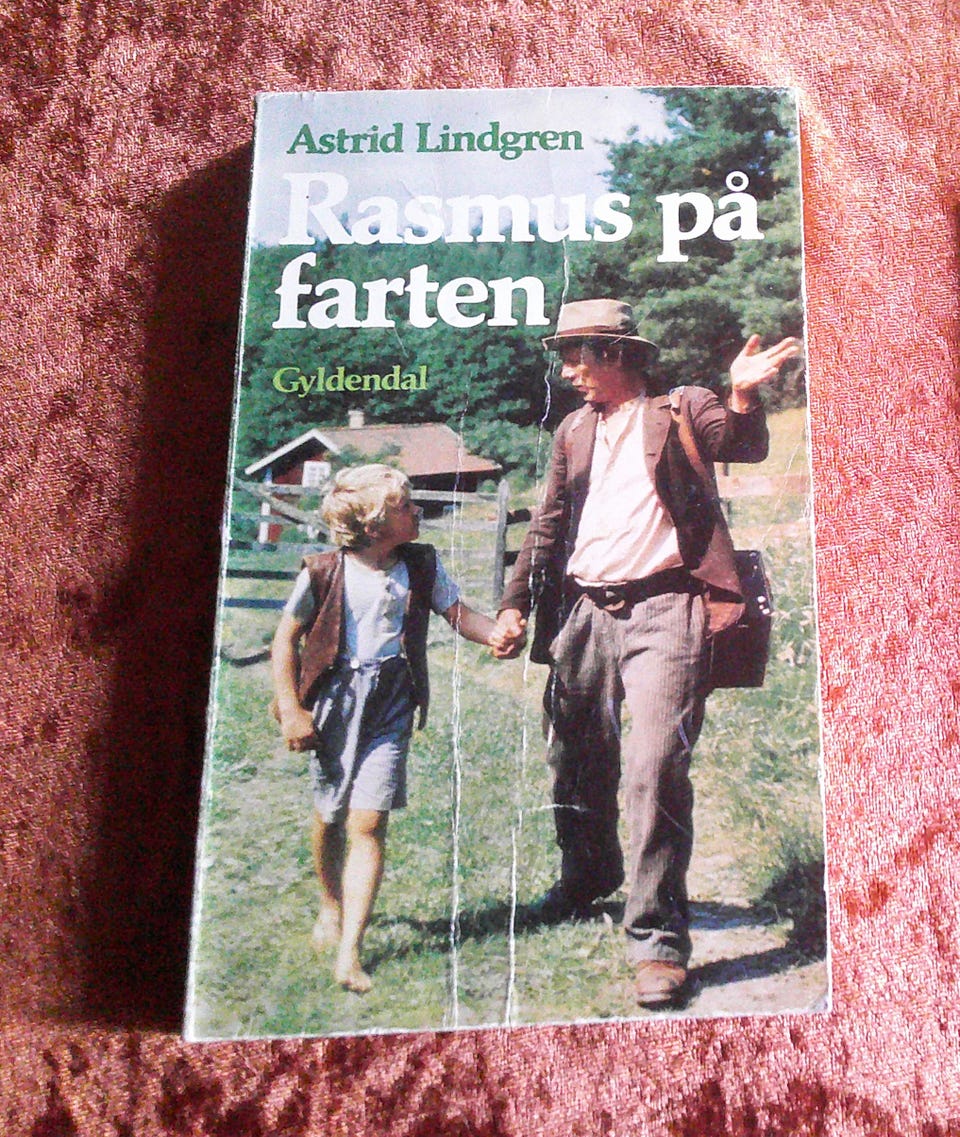 Astrid Lindgren
Rasmus på
farten
Gyldendal